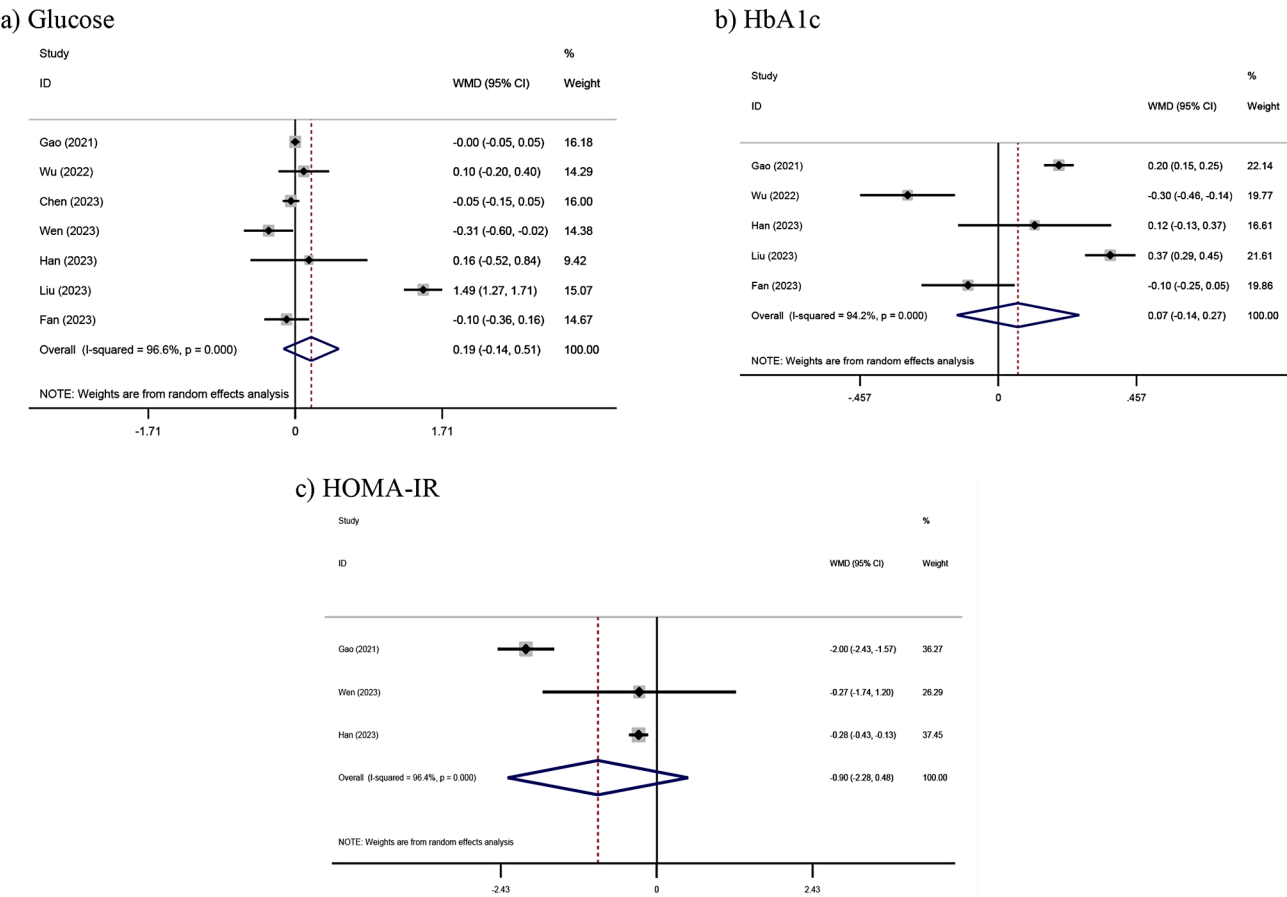 a) Glucose
Study %
ID WMD (95% CI) Weight
Gao (2021) -0.00 (-0.05, 0.05) 16.18
Wu (2022) 0.10 (-0.20, 0.40) 14.29
Chen (2023) -0.05 (-0.15, 0.05) 16.00
Wen (2023) -0.31 (-0.60, -0.02) 14.38
Han (2023) 0.16 (-0.52, 0.84) 9.42
Liu (2023) 1.49 (1.27, 1.71) 15.07
Fan (2023) -0.10 (-0.36, 0.16) 14.67
Overall (I-squared = 96.6%, p = 0.000) 0.19 (-0.14, 0.51) 100.00
NOTE: Weights are from random effects analysis
-1.71 0 1.71
b) HbA1c
Study %
ID WMD (95% CI) Weight
Gao (2021) 0.20 (0.15, 0.25) 22.14
Wu (2022) -0.30 (-0.46, -0.14) 19.77
Han (2023) 0.12 (-0.13, 0.37) 16.61
Liu (2023) 0.37 (0.29, 0.45) 21.61
Fan (2023) -0.10 (-0.25, 0.05) 19.86
Overall (I-squared = 94.2%, p = 0.000) 0.07 (-0.14, 0.27) 100.00
NOTE: Weights are from random effects analysis
-.457 0 .457
c) HOMA-IR
Study %
ID WMD (95% CI) Weight
Gao (2021) -2.00 (-2.43, -1.57) 36.27
Wen (2023) -0.27 (-1.74, 1.20) 26.29
Han (2023) -0.28 (-0.43, -0.13) 37.45
Overall (I-squared = 96.4%, p = 0.000) -0.90 (-2.28, 0.48) 100.00
NOTE: Weights are from random effects analysis
-2.43 0 2.43